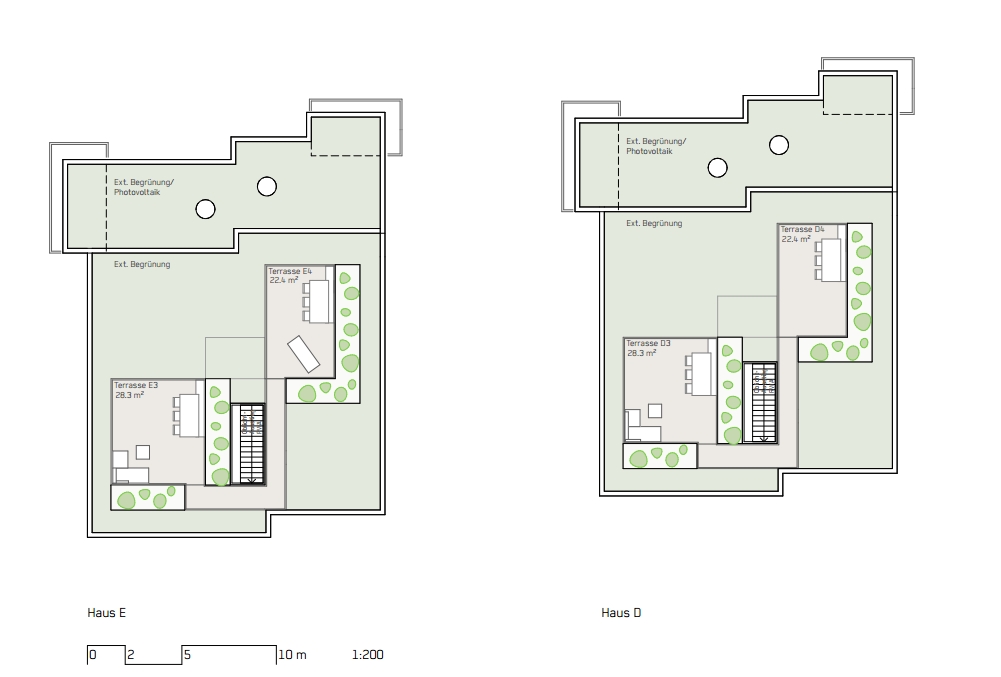 Ext. Begrünung/
Photovoltaik
Ext. Begrünung
Terrasse E4
22.4 m²
Terrasse E3
28.3 m²
Ext. Begrünung/
Photovoltaik
Ext. Begrünung
Terrasse D4
22.4 m²
Terrasse D3
28.3 m²
Haus E
Haus D
0 2 5 10 m 1:200